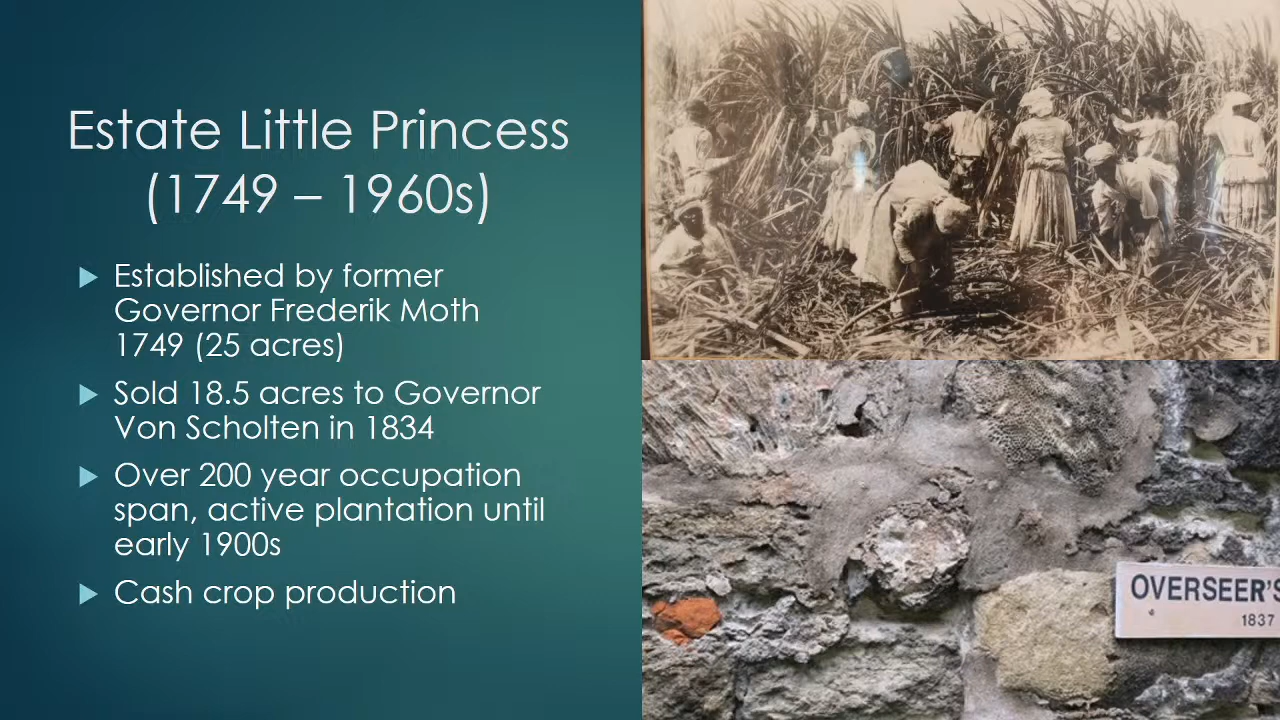 Estate Little Princess
(1749 – 1960s)
Established by former
Governor Frederik Moth
1749 (25 acres)
Sold 18.5 acres to Governor
Von Scholten in 1834
Over 200 year occupation
span, active plantation until
early 1900s
Cash crop production
OVERSEER'S
1837